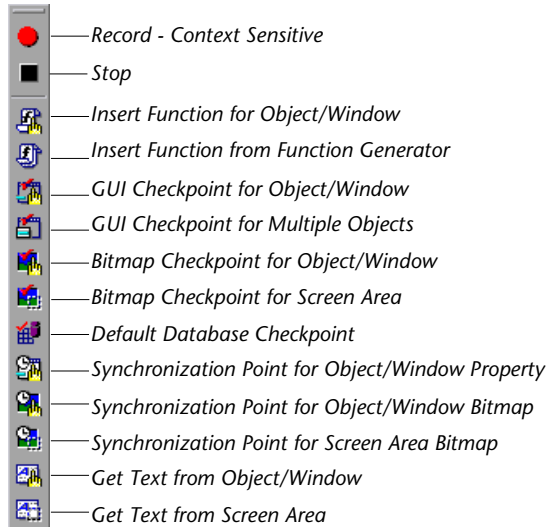 Record - Context Sensitive
Stop
Insert Function for Object/Window
Insert Function from Function Generator
GUI Checkpoint for Object/Window
GUI Checkpoint for Multiple Objects
Bitmap Checkpoint for Object/Window
Bitmap Checkpoint for Screen Area
Default Database Checkpoint
Synchronization Point for Object/Window Property
Synchronization Point for Object/Window Bitmap
Synchronization Point for Screen Area Bitmap
Get Text from Object/Window
Get Text from Screen Area